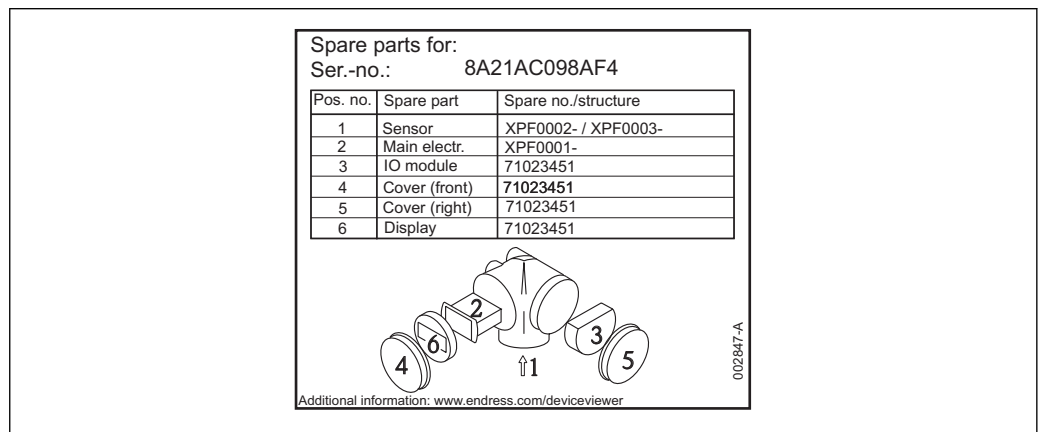 Spare parts for:
Ser.-no.: 8A21AC098AF4
Pos. no. Spare part Spare no./structure
1 Sensor XPF0002- / XPF0003-
2 Main electr. XPF0001-
3 IO module 71023451
4 Cover (front) 71023451
5 Cover (right) 71023451
6 Display 71023451
2
6
4
3
5
⇧1
002847-A
Additional information: www.endress.com/deviceviewer